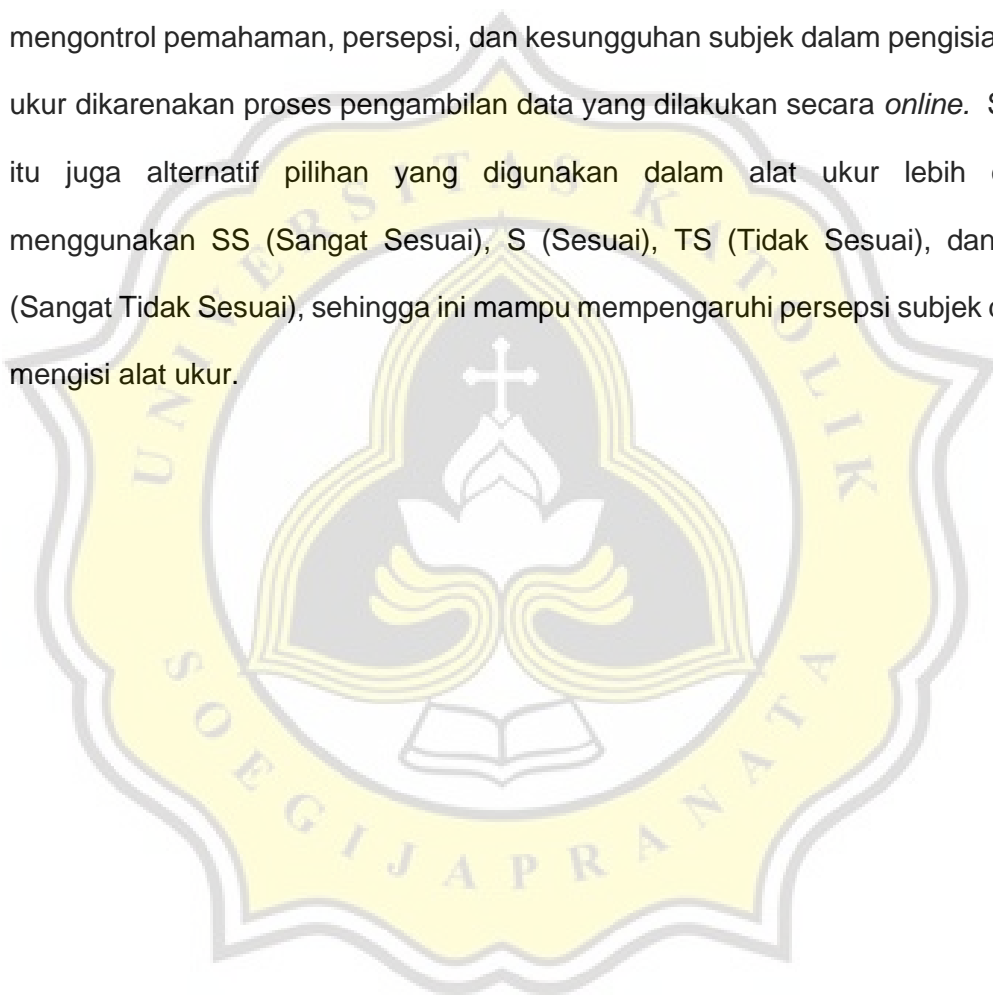 mengontrol pemahaman, persepsi, dan kesungguhan subjek dalam pengisia
ukur dikarenakan proses pengambilan data yang dilakukan secara online. S
itu juga alternatif pilihan yang digunakan dalam alat ukur lebih
menggunakan SS (Sangat Sesuai), S (Sesuai), TS (Tidak Sesuai), dan
(Sangat Tidak Sesuai), sehingga ini mampu mempengaruhi persepsi subjek
mengisi alat ukur.
UNIVERSITAS KATOLIK
SOEGIJAPRANATA